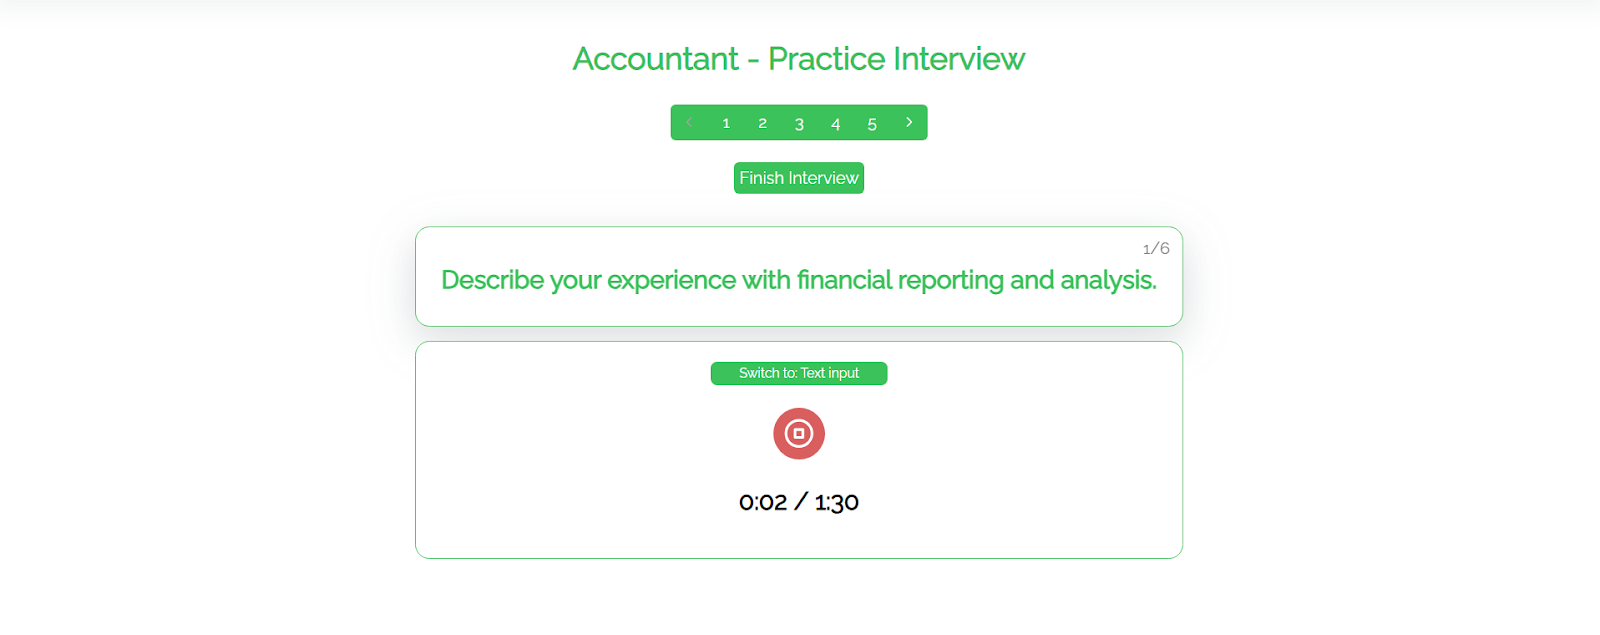 Accountant - Practice Interview
< 1 2 3 4 5 >
Finish Interview
1/6
Describe your experience with financial reporting and analysis.
Switch to: Text input
0:02 / 1:30